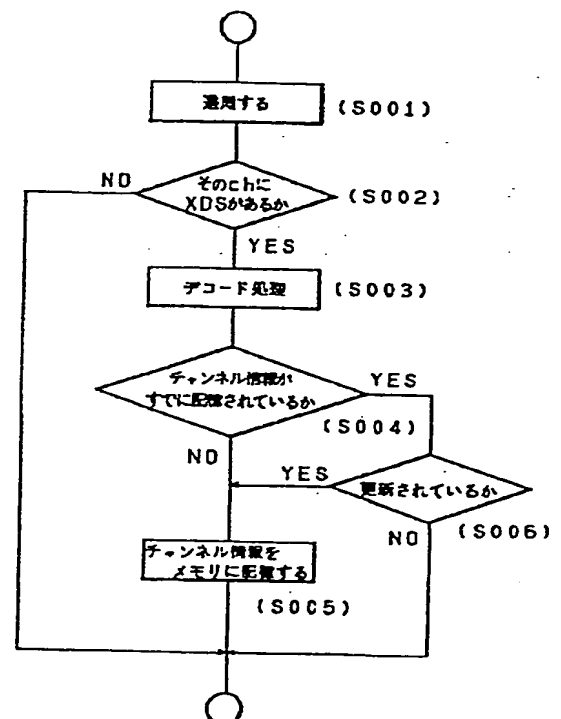 選局する
(S001)
NO
そのchに
XDSがあるか
(S002)
YES
デコード処理
(S003)
チャンネル情報が
すでに記憶されているか
YES
(S004)
NO
YES
更新されているか
(S006)
NO
チャンネル情報を
メモリに記憶する
(S005)